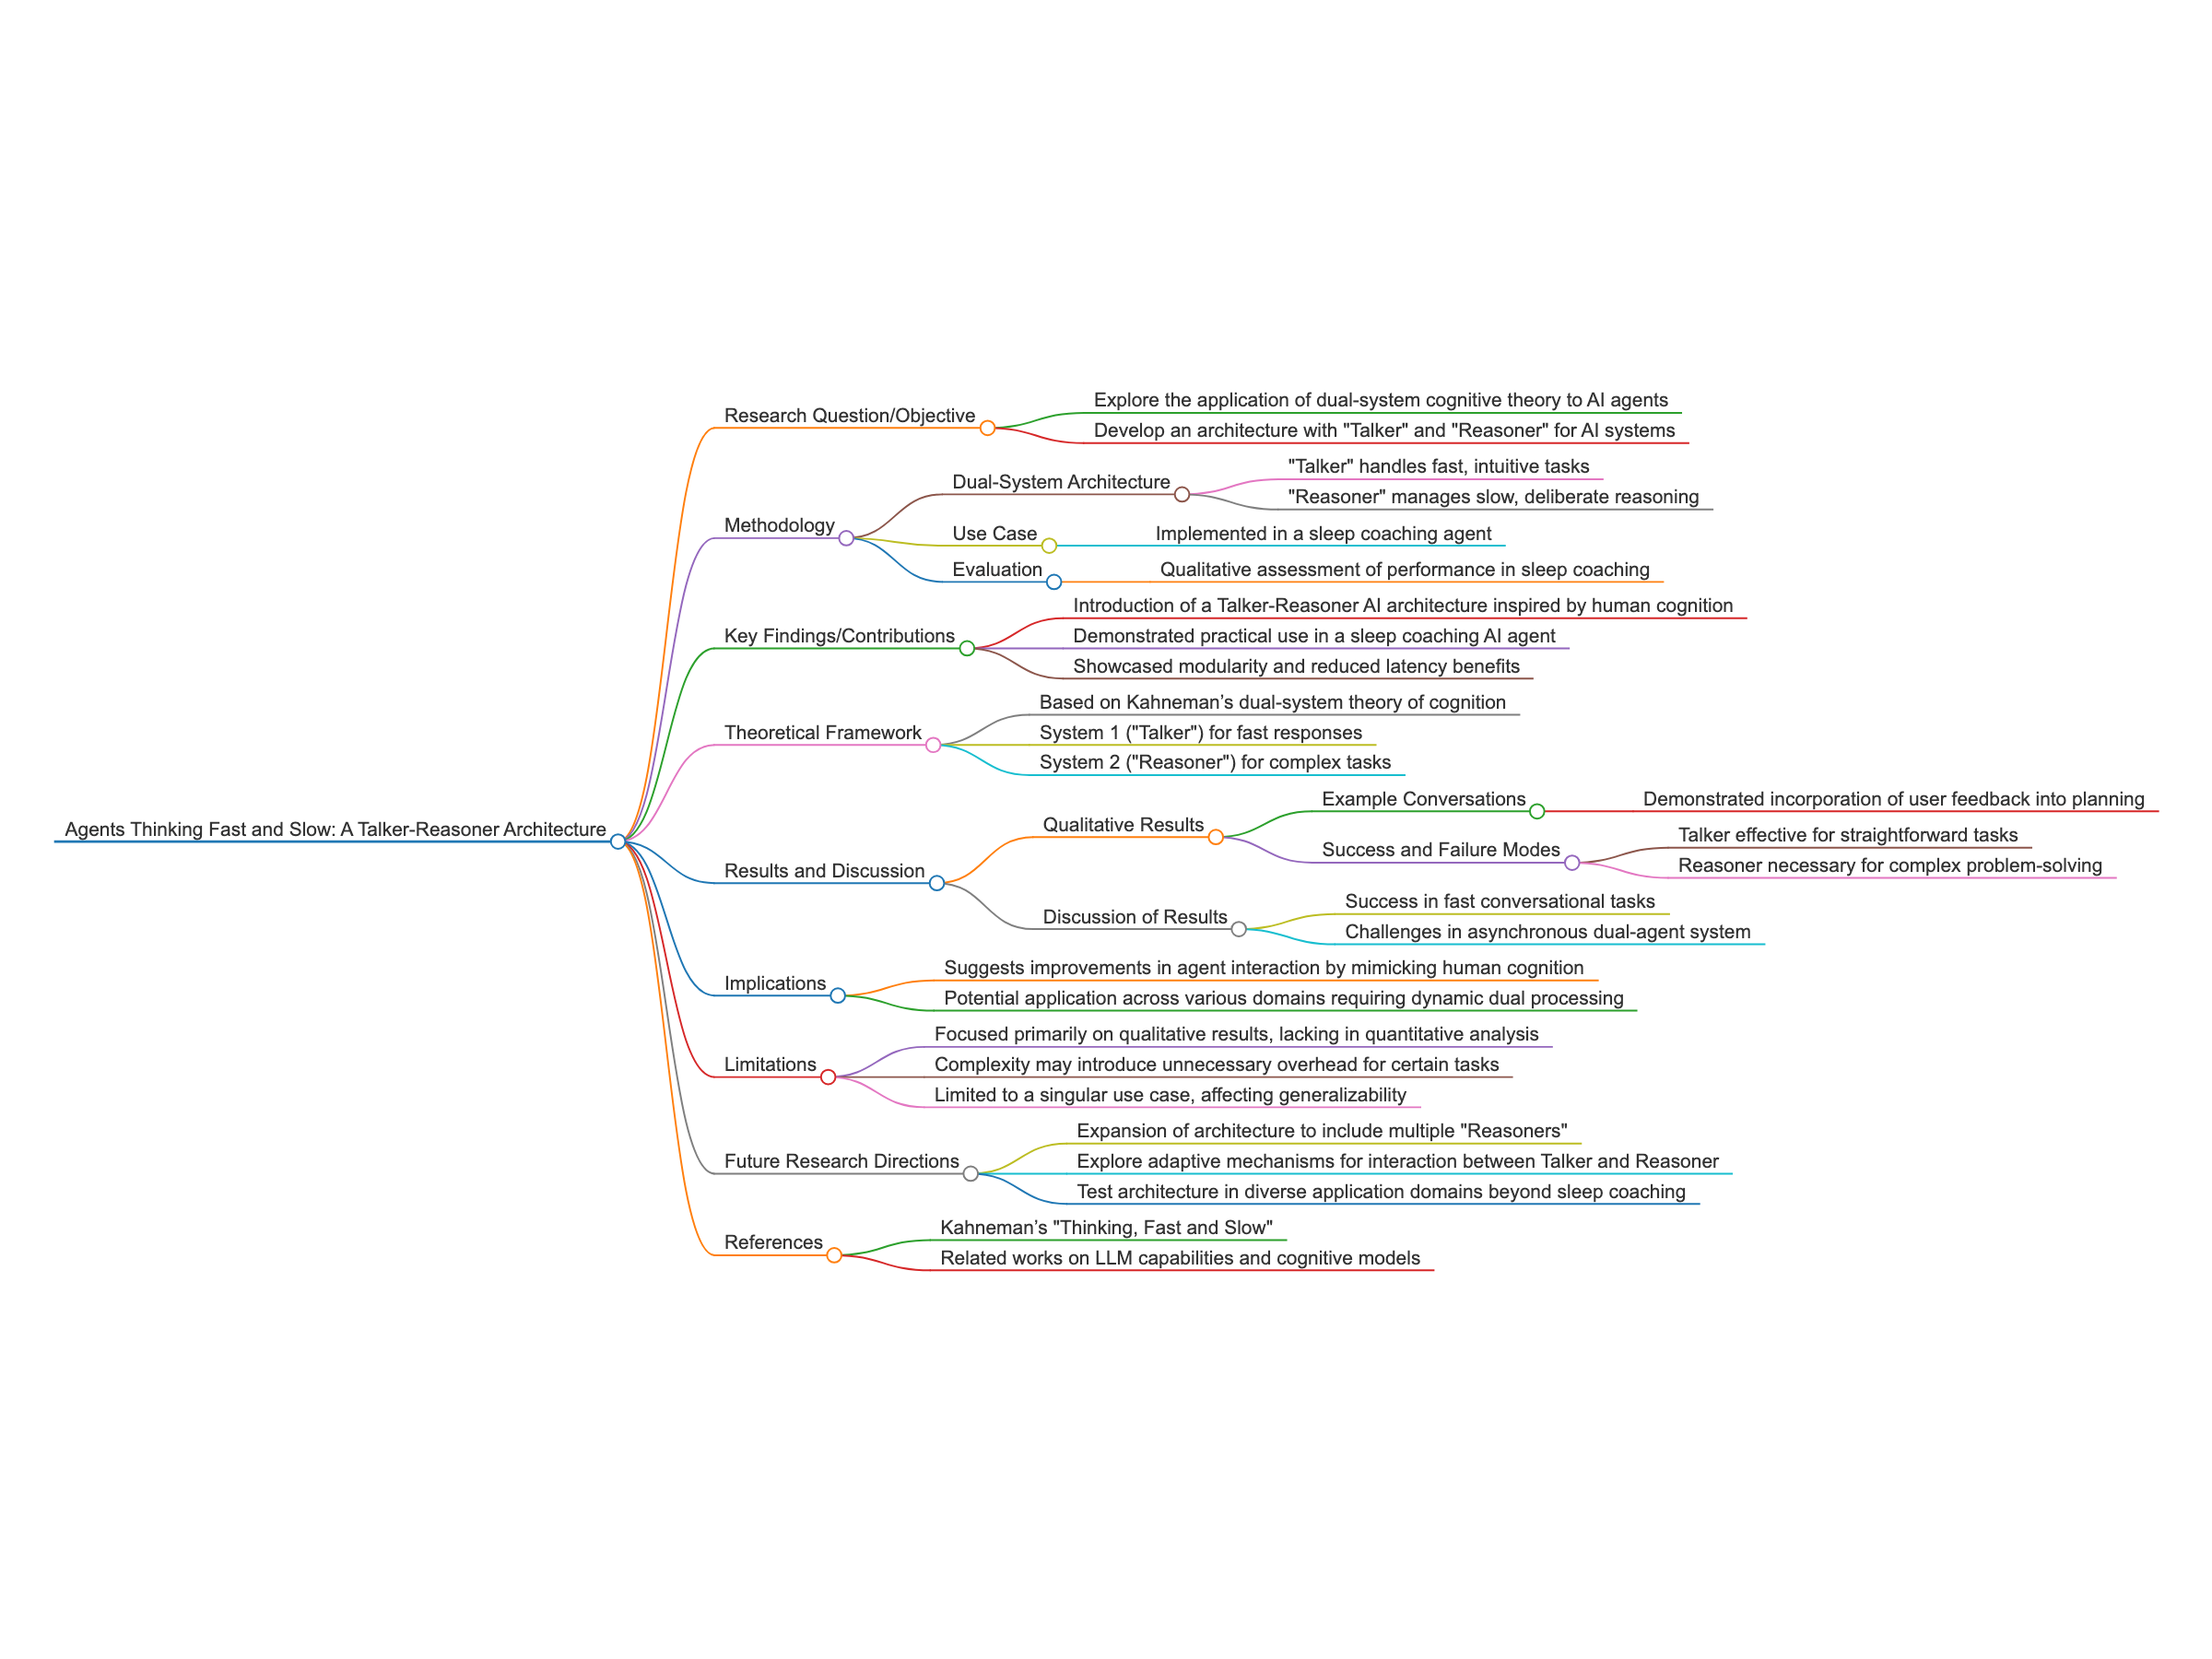 Agents Thinking Fast and Slow: A Talker-Reasoner Architecture
Research Question/Objective
Explore the application of dual-system cognitive theory to AI agents
Develop an architecture with "Talker" and "Reasoner" for AI systems
Methodology
Dual-System Architecture
"Talker" handles fast, intuitive tasks
"Reasoner" manages slow, deliberate reasoning
Use Case
Implemented in a sleep coaching agent
Evaluation
Qualitative assessment of performance in sleep coaching
Key Findings/Contributions
Introduction of a Talker-Reasoner AI architecture inspired by human cognition
Demonstrated practical use in a sleep coaching AI agent
Showcased modularity and reduced latency benefits
Theoretical Framework
Based on Kahneman’s dual-system theory of cognition
System 1 ("Talker") for fast responses
System 2 ("Reasoner") for complex tasks
Results and Discussion
Qualitative Results
Example Conversations
Demonstrated incorporation of user feedback into planning
Success and Failure Modes
Talker effective for straightforward tasks
Reasoner necessary for complex problem-solving
Discussion of Results
Success in fast conversational tasks
Challenges in asynchronous dual-agent system
Implications
Suggests improvements in agent interaction by mimicking human cognition
Potential application across various domains requiring dynamic dual processing
Limitations
Focused primarily on qualitative results, lacking in quantitative analysis
Complexity may introduce unnecessary overhead for certain tasks
Limited to a singular use case, affecting generalizability
Future Research Directions
Expansion of architecture to include multiple "Reasoners"
Explore adaptive mechanisms for interaction between Talker and Reasoner
Test architecture in diverse application domains beyond sleep coaching
References
Kahneman’s "Thinking, Fast and Slow"
Related works on LLM capabilities and cognitive models